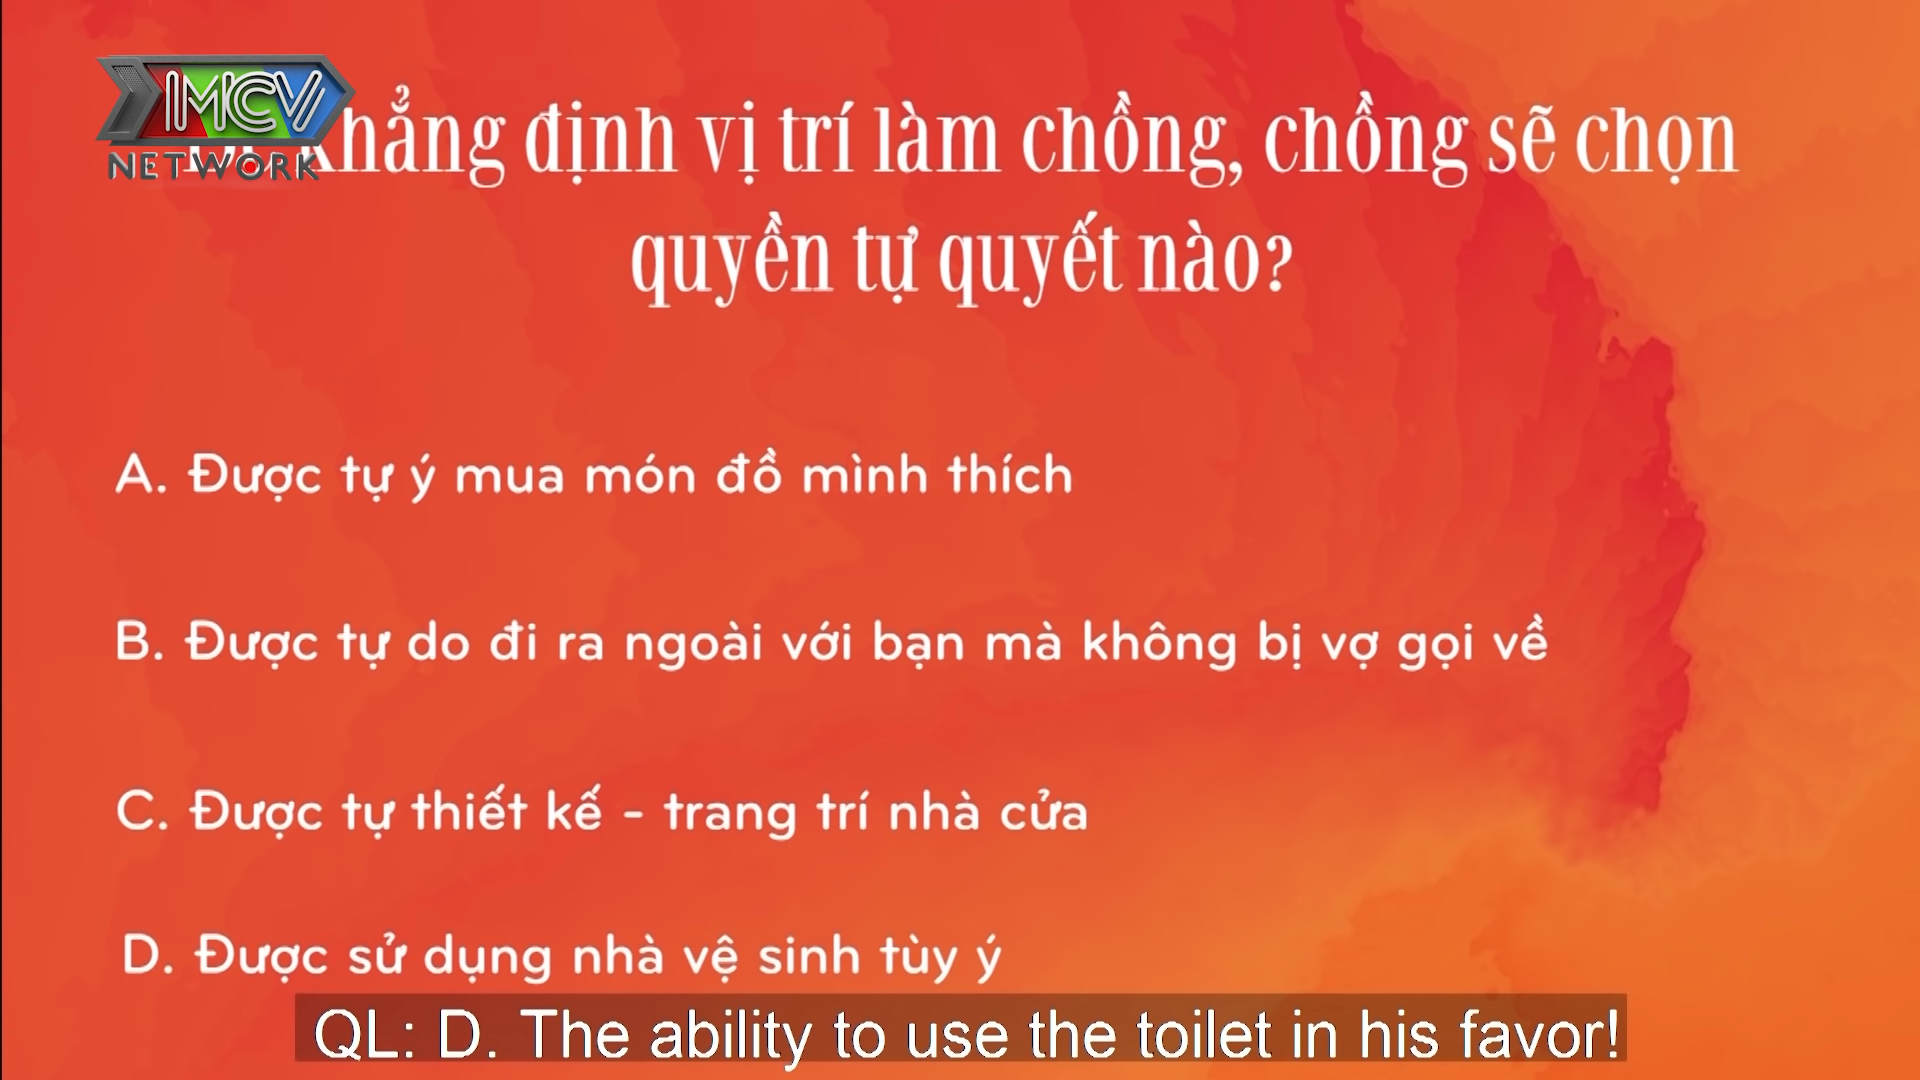 MCV
NETWORK
khẳng định vị trí làm chồng, chồng sẽ chọn
quyền tự quyết nào?
A. Được tự ý mua món đồ mình thích
B. Được tự do đi ra ngoài với bạn mà không bị vợ gọi về
C. Được tự thiết kế - trang trí nhà cửa
D. Được sử dụng nhà vệ sinh tùy ý
QL: D. The ability to use the toilet in his favor!